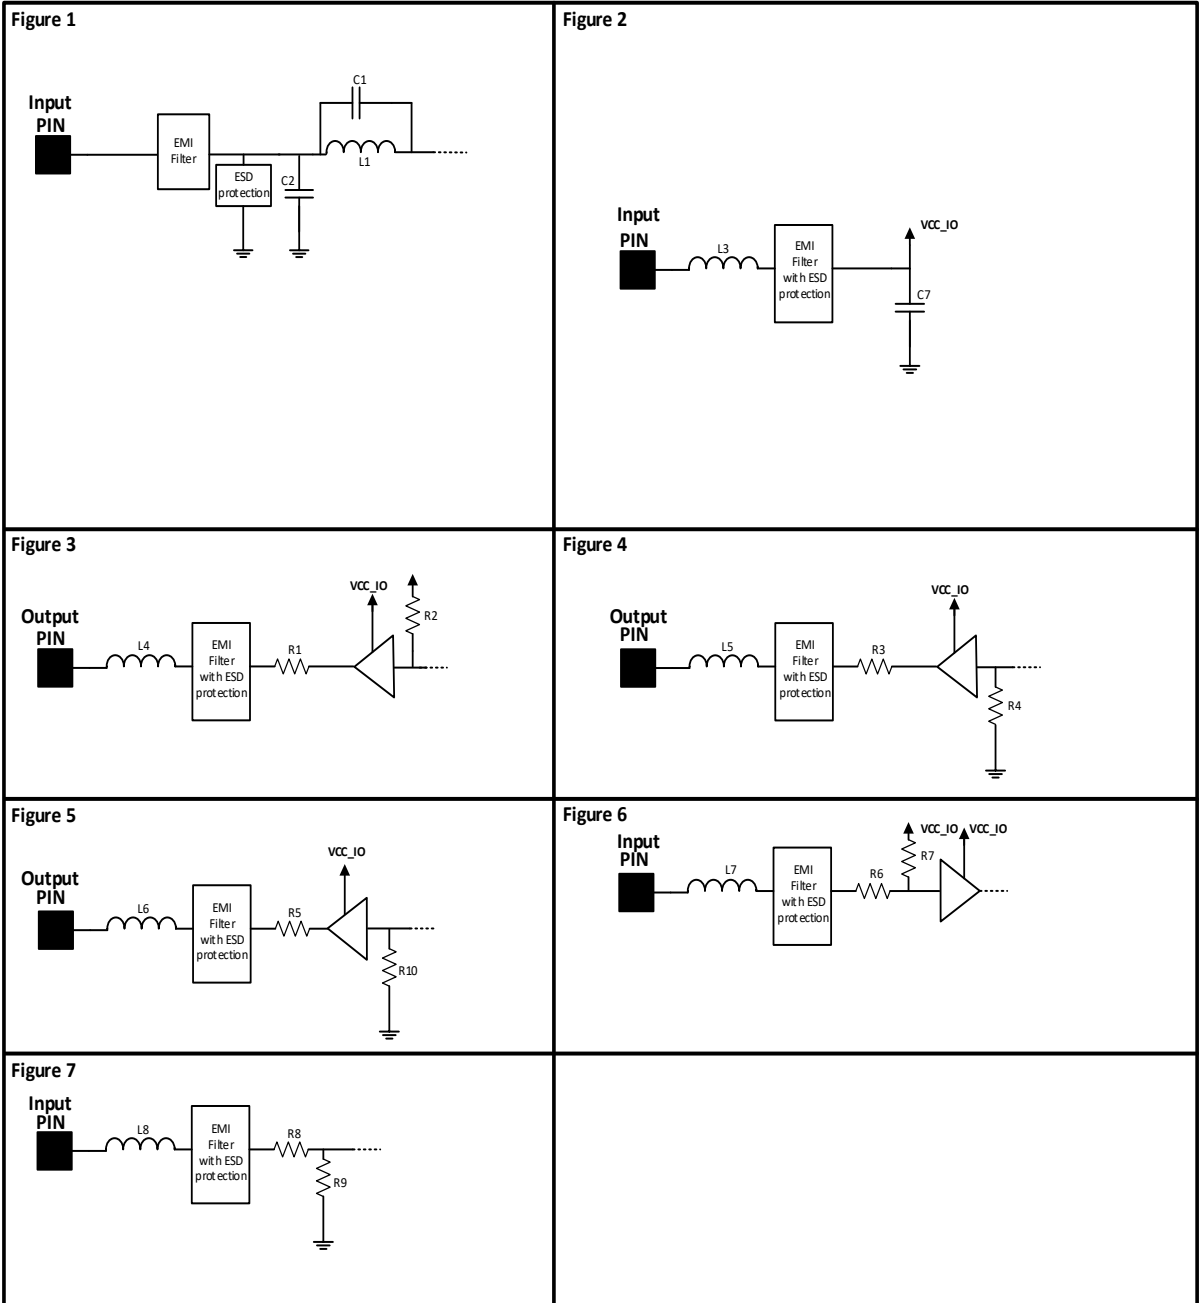 Figure 1
Input
PIN
EMI
Filter
ESD
protection
C2
C1
L1
Figure 2
Input
PIN
L3
EMI
Filter
with ESD
protection
VCC_IO
C7
Figure 3
Output
PIN
L4
EMI
Filter
with ESD
protection
R1
VCC_IO
R2
Figure 4
Output
PIN
L5
EMI
Filter
with ESD
protection
R3
VCC_IO
R4
Figure 5
Output
PIN
L6
EMI
Filter
with ESD
protection
R5
VCC_IO
R10
Figure 6
Input
PIN
L7
EMI
Filter
with ESD
protection
R6
VCC_IO
R7
VCC_IO
Figure 7
Input
PIN
L8
EMI
Filter
with ESD
protection
R8
R9